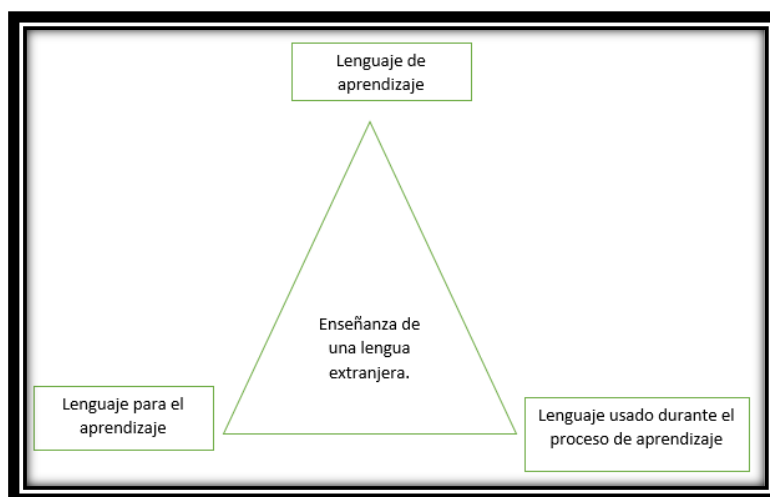 Lenguaje de
aprendizaje
Enseñanza de
una lengua
extranjera.
Lenguaje para el
aprendizaje
Lenguaje usado durante el
proceso de aprendizaje